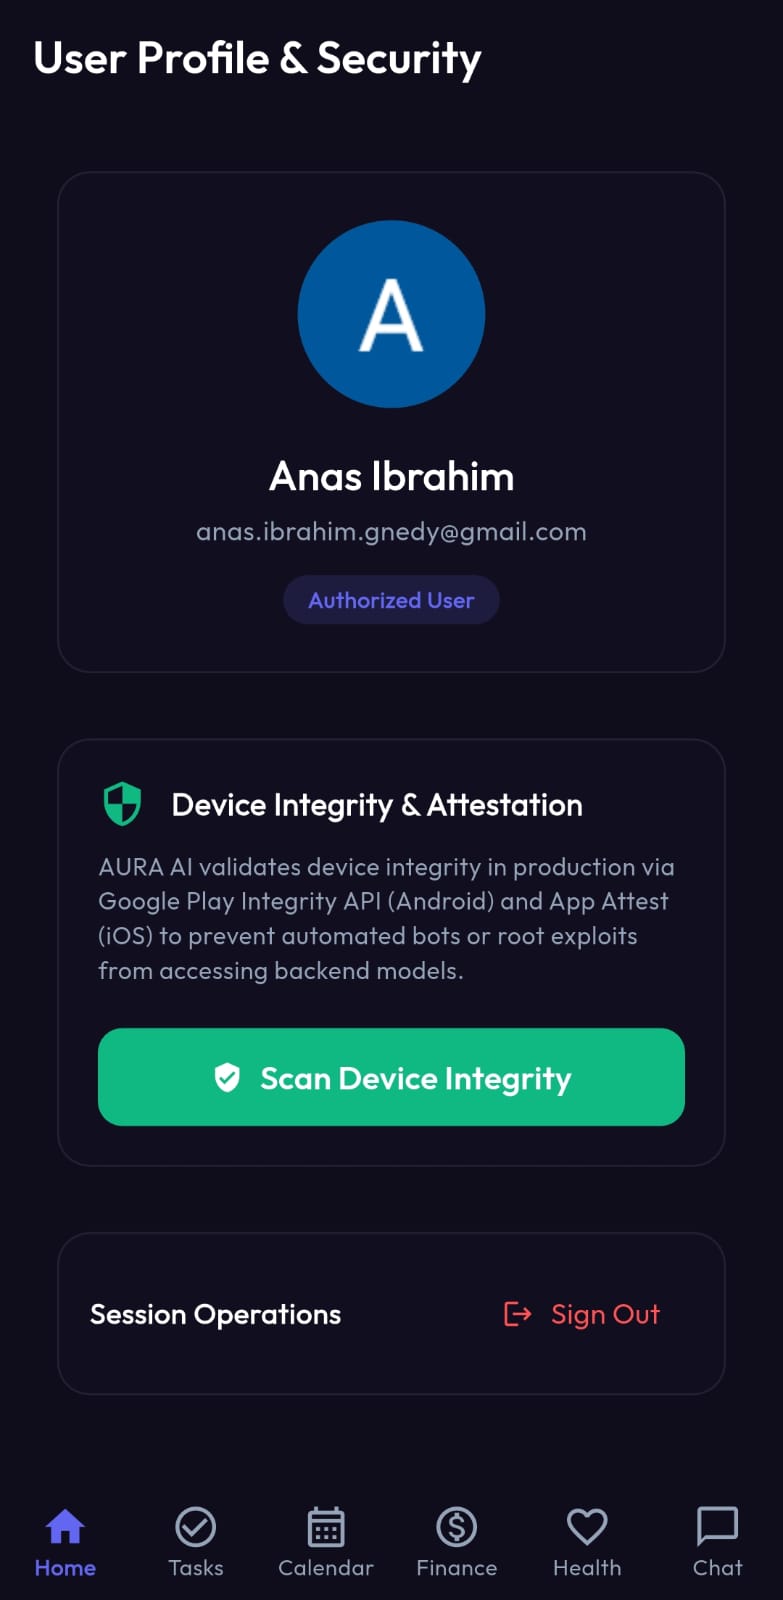 User Profile & Security
A
Anas Ibrahim
anas.ibrahim.gnedy@gmail.com
Authorized User
Device Integrity & Attestation
AURA AI validates device integrity in production via
Google Play Integrity API (Android) and App Attest
(iOS) to prevent automated bots or root exploits
from accessing backend models.
Scan Device Integrity
Session Operations
Sign Out
Home
Tasks
Calendar
Finance
Health
Chat